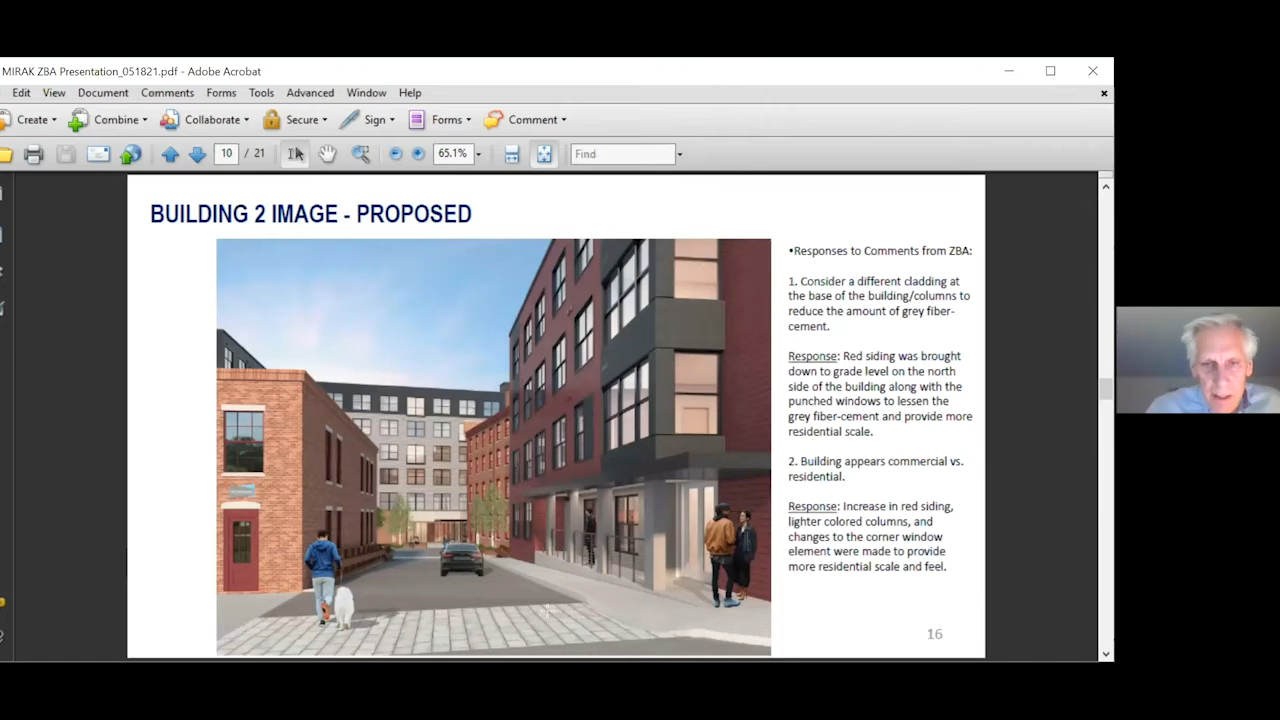 MIRAK ZBA Presentation_051821.pdf - Adobe Acrobat
Edit View Document Comments Forms Tools Advanced Window Help
Create Combine Collaborate Secure Sign Forms Comment
10 / 21 65.1% Find
BUILDING 2 IMAGE - PROPOSED
•Responses to Comments from ZBA:
1. Consider a different cladding at
the base of the building/columns to
reduce the amount of grey fiber-
cement.
Response: Red siding was brought
down to grade level on the north
side of the building along with the
punched windows to lessen the
grey fiber-cement and provide more
residential scale.
2. Building appears commercial vs.
residential.
Response: Increase in red siding,
lighter colored columns, and
changes to the corner window
element were made to provide
more residential scale and feel.
16